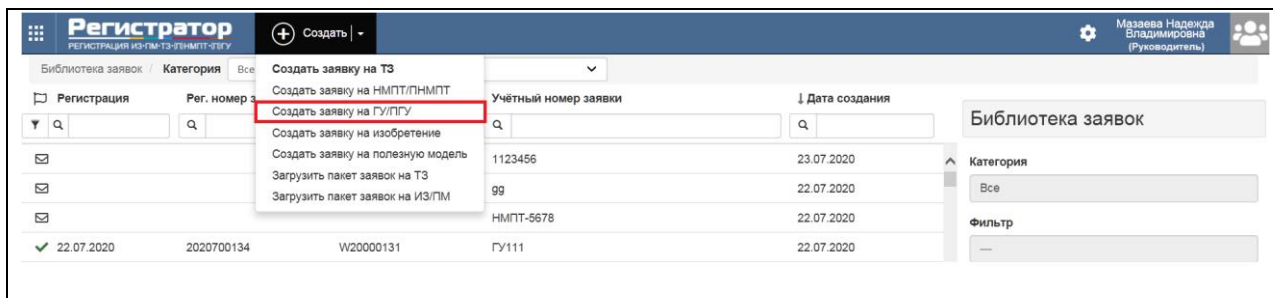 Регистратор
РЕГИСТРАЦИЯ ИЗ-ПМ-ТЗ-(П)НМПТ-(П)ГУ
Создать
Мазаева Надежда
Владимировна
(Руководитель)
Библиотека заявок / Категория Все
Создать заявку на ТЗ
Создать заявку на НМПТ/ПНМПТ
Создать заявку на ГУ/ПГУ
Создать заявку на изобретение
Создать заявку на полезную модель
Загрузить пакет заявок на ТЗ
Загрузить пакет заявок на ИЗ/ПМ
Регистрация Рег. номер з Учётный номер заявки ↓ Дата создания
1123456 23.07.2020
gg 22.07.2020
НМПТ-5678 22.07.2020
22.07.2020 2020700134 W20000131 ГУ111 22.07.2020
Библиотека заявок
Категория
Все
Фильтр
—